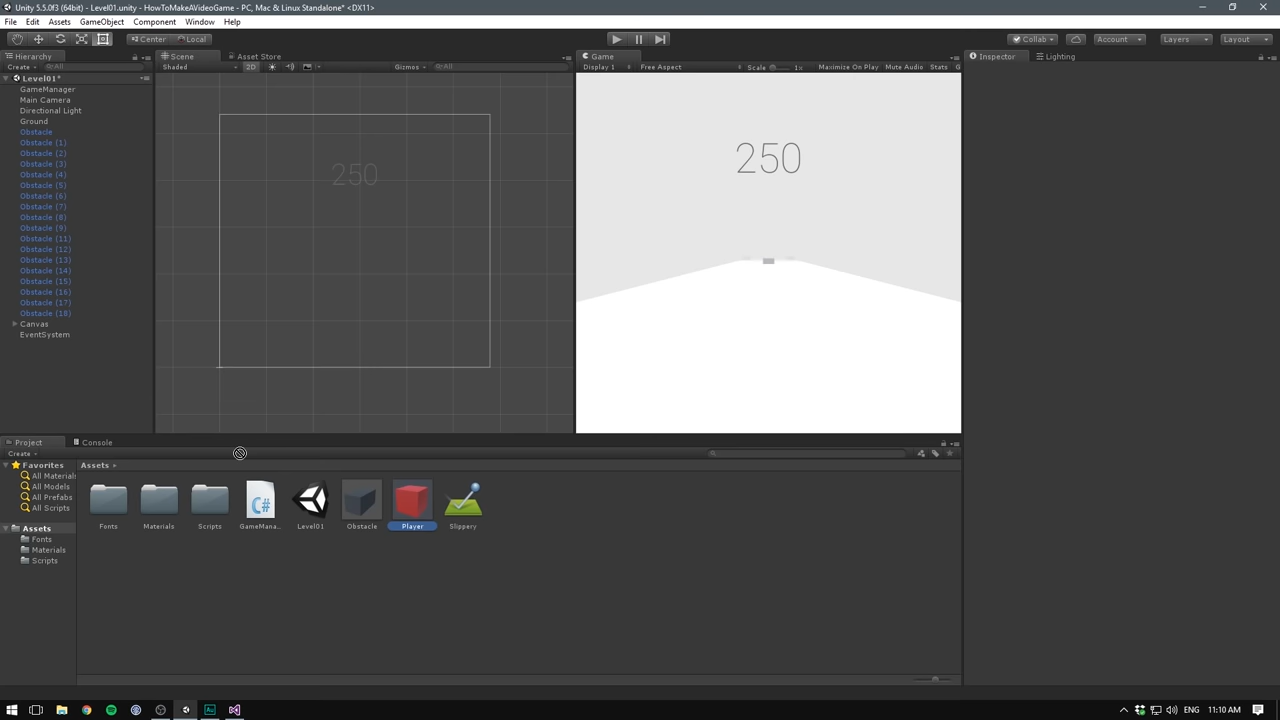 Unity 5.5.0f3 (64bit) - Level01.unity - HowToMakeAVideoGame - PC, Mac & Linux Standalone* <DX11>
File Edit Assets GameObject Component Window Help
Center Local Collab Account Layers Layout
Hierarchy Scene Asset Store Game Inspector Lighting
Create All Shaded 2D Gizmos All Display 1 Free Aspect Scale 1x Maximize On Play Mute Audio Stats G
Level01*
GameManager
Main Camera
Directional Light
Ground
Obstacle
Obstacle (1)
Obstacle (2)
Obstacle (3)
Obstacle (4)
Obstacle (5)
Obstacle (6)
Obstacle (7)
Obstacle (8)
Obstacle (9)
Obstacle (11)
Obstacle (12)
Obstacle (13)
Obstacle (14)
Obstacle (15)
Obstacle (16)
Obstacle (17)
Obstacle (18)
Canvas
EventSystem
250
250
Project Console
Create
Favorites
All Materials
All Models
All Prefabs
All Scripts
Assets
Fonts
Materials
Scripts
Assets
C#
Fonts Materials Scripts GameMana... Level01 Obstacle Player Slippery
Au
11:10 AM